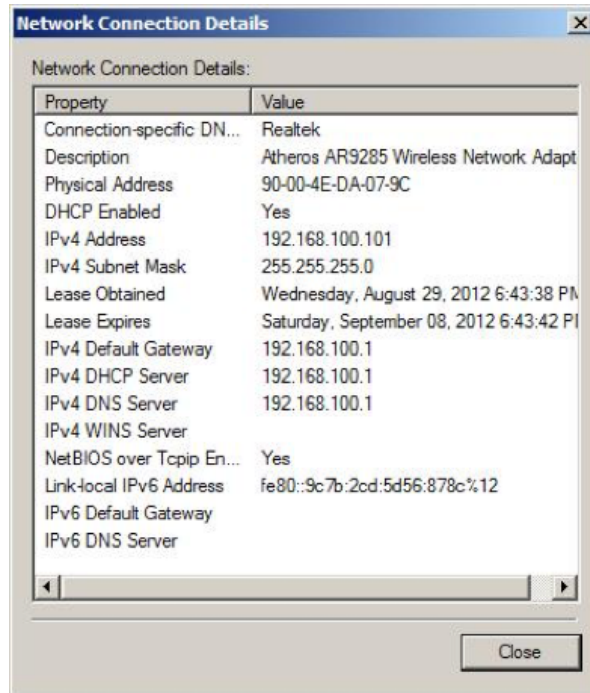 Network Connection Details
Network Connection Details:
Property Value
Connection-specific DN... Realtek
Description Atheros AR9285 Wireless Network Adapt
Physical Address 90-00-4E-DA-07-9C
DHCP Enabled Yes
IPv4 Address 192.168.100.101
IPv4 Subnet Mask 255.255.255.0
Lease Obtained Wednesday, August 29, 2012 6:43:38 PM
Lease Expires Saturday, September 08, 2012 6:43:42 PI
IPv4 Default Gateway 192.168.100.1
IPv4 DHCP Server 192.168.100.1
IPv4 DNS Server 192.168.100.1
IPv4 WINS Server
NetBIOS over Tcpip En... Yes
Link-local IPv6 Address fe80::9c7b:2cd:5d56:878c%12
IPv6 Default Gateway
IPv6 DNS Server
Close